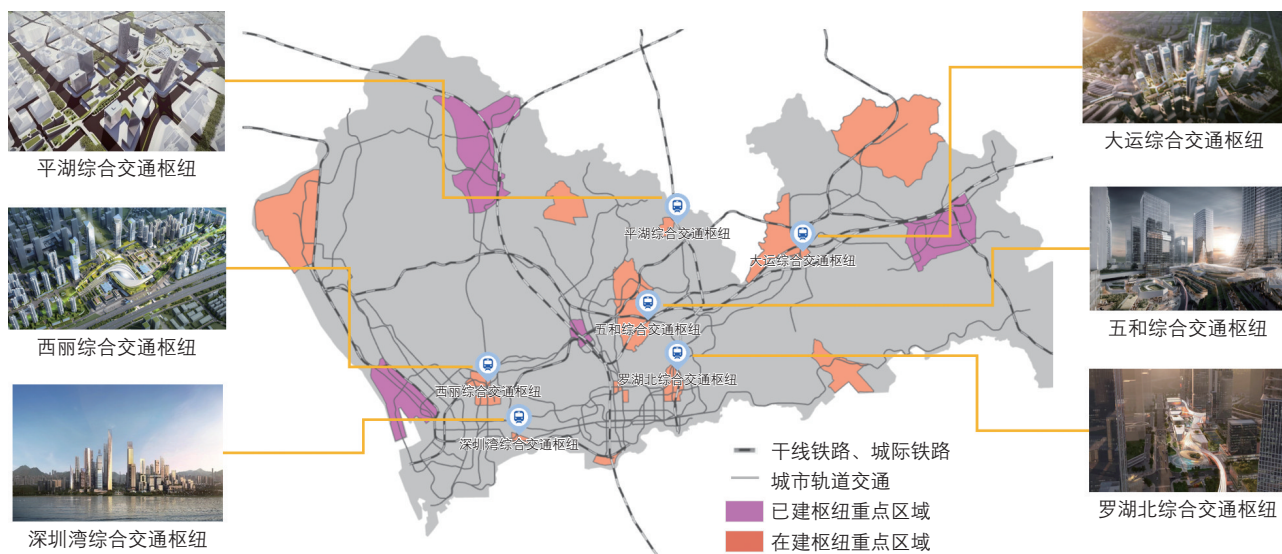 平湖综合交通枢纽
西丽综合交通枢纽
深圳湾综合交通枢纽
平湖综合交通枢纽
大运综合交通枢纽
五和综合交通枢纽
罗湖北综合交通枢纽
西丽综合交通枢纽
深圳湾综合交通枢纽
干线铁路、城际铁路
城市轨道交通
已建枢纽重点区域
在建枢纽重点区域
大运综合交通枢纽
五和综合交通枢纽
罗湖北综合交通枢纽